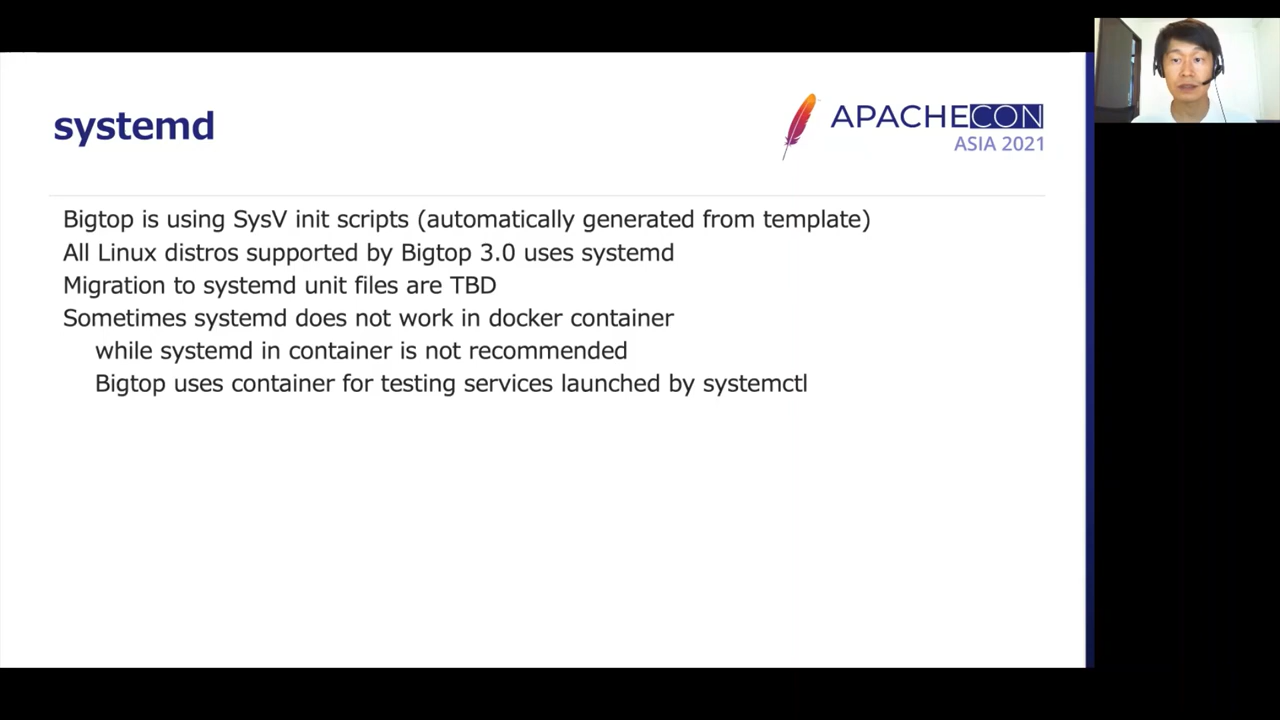 systemd
APACHECON
ASIA 2021
Bigtop is using SysV init scripts (automatically generated from template)
All Linux distros supported by Bigtop 3.0 uses systemd
Migration to systemd unit files are TBD
Sometimes systemd does not work in docker container
while systemd in container is not recommended
Bigtop uses container for testing services launched by systemctl